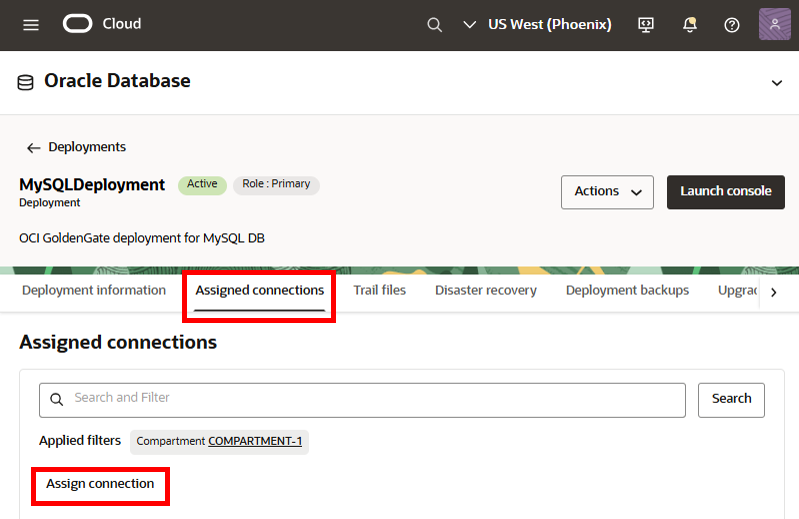 Cloud
US West (Phoenix)
Oracle Database
Deployments
MySQLDeployment Active Role : Primary
Deployment
Actions
Launch console
OCI GoldenGate deployment for MySQL DB
Deployment information Assigned connections Trail files Disaster recovery Deployment backups Upgrac
Assigned connections
Search and Filter
Search
Applied filters Compartment COMPARTMENT-1
Assign connection